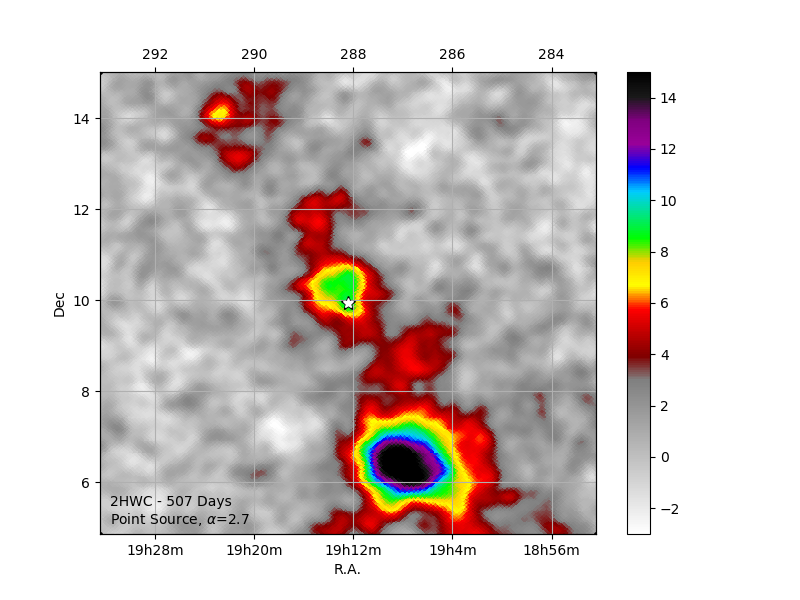 292 290 288 286 284
14
12
10
8
6
Dec
2HWC - 507 Days
Point Source, α=2.7
19h28m 19h20m 19h12m 19h4m 18h56m
R.A.
14
12
10
8
6
4
2
0
−2